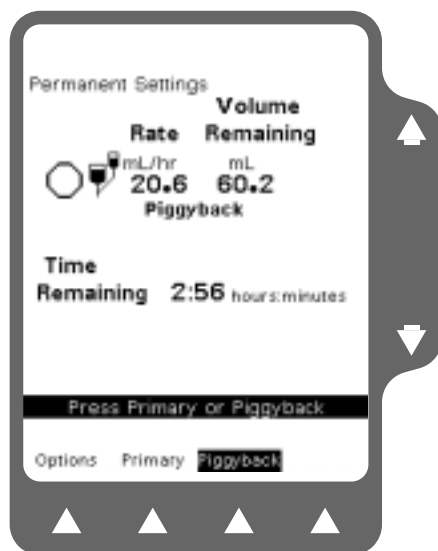 Permanent Settings
Volume
Rate Remaining
mL/hr mL
20.6 60.2
Piggyback
Time
Remaining 2:56 hours:minutes
Press Primary or Piggyback
Options Primary Piggyback